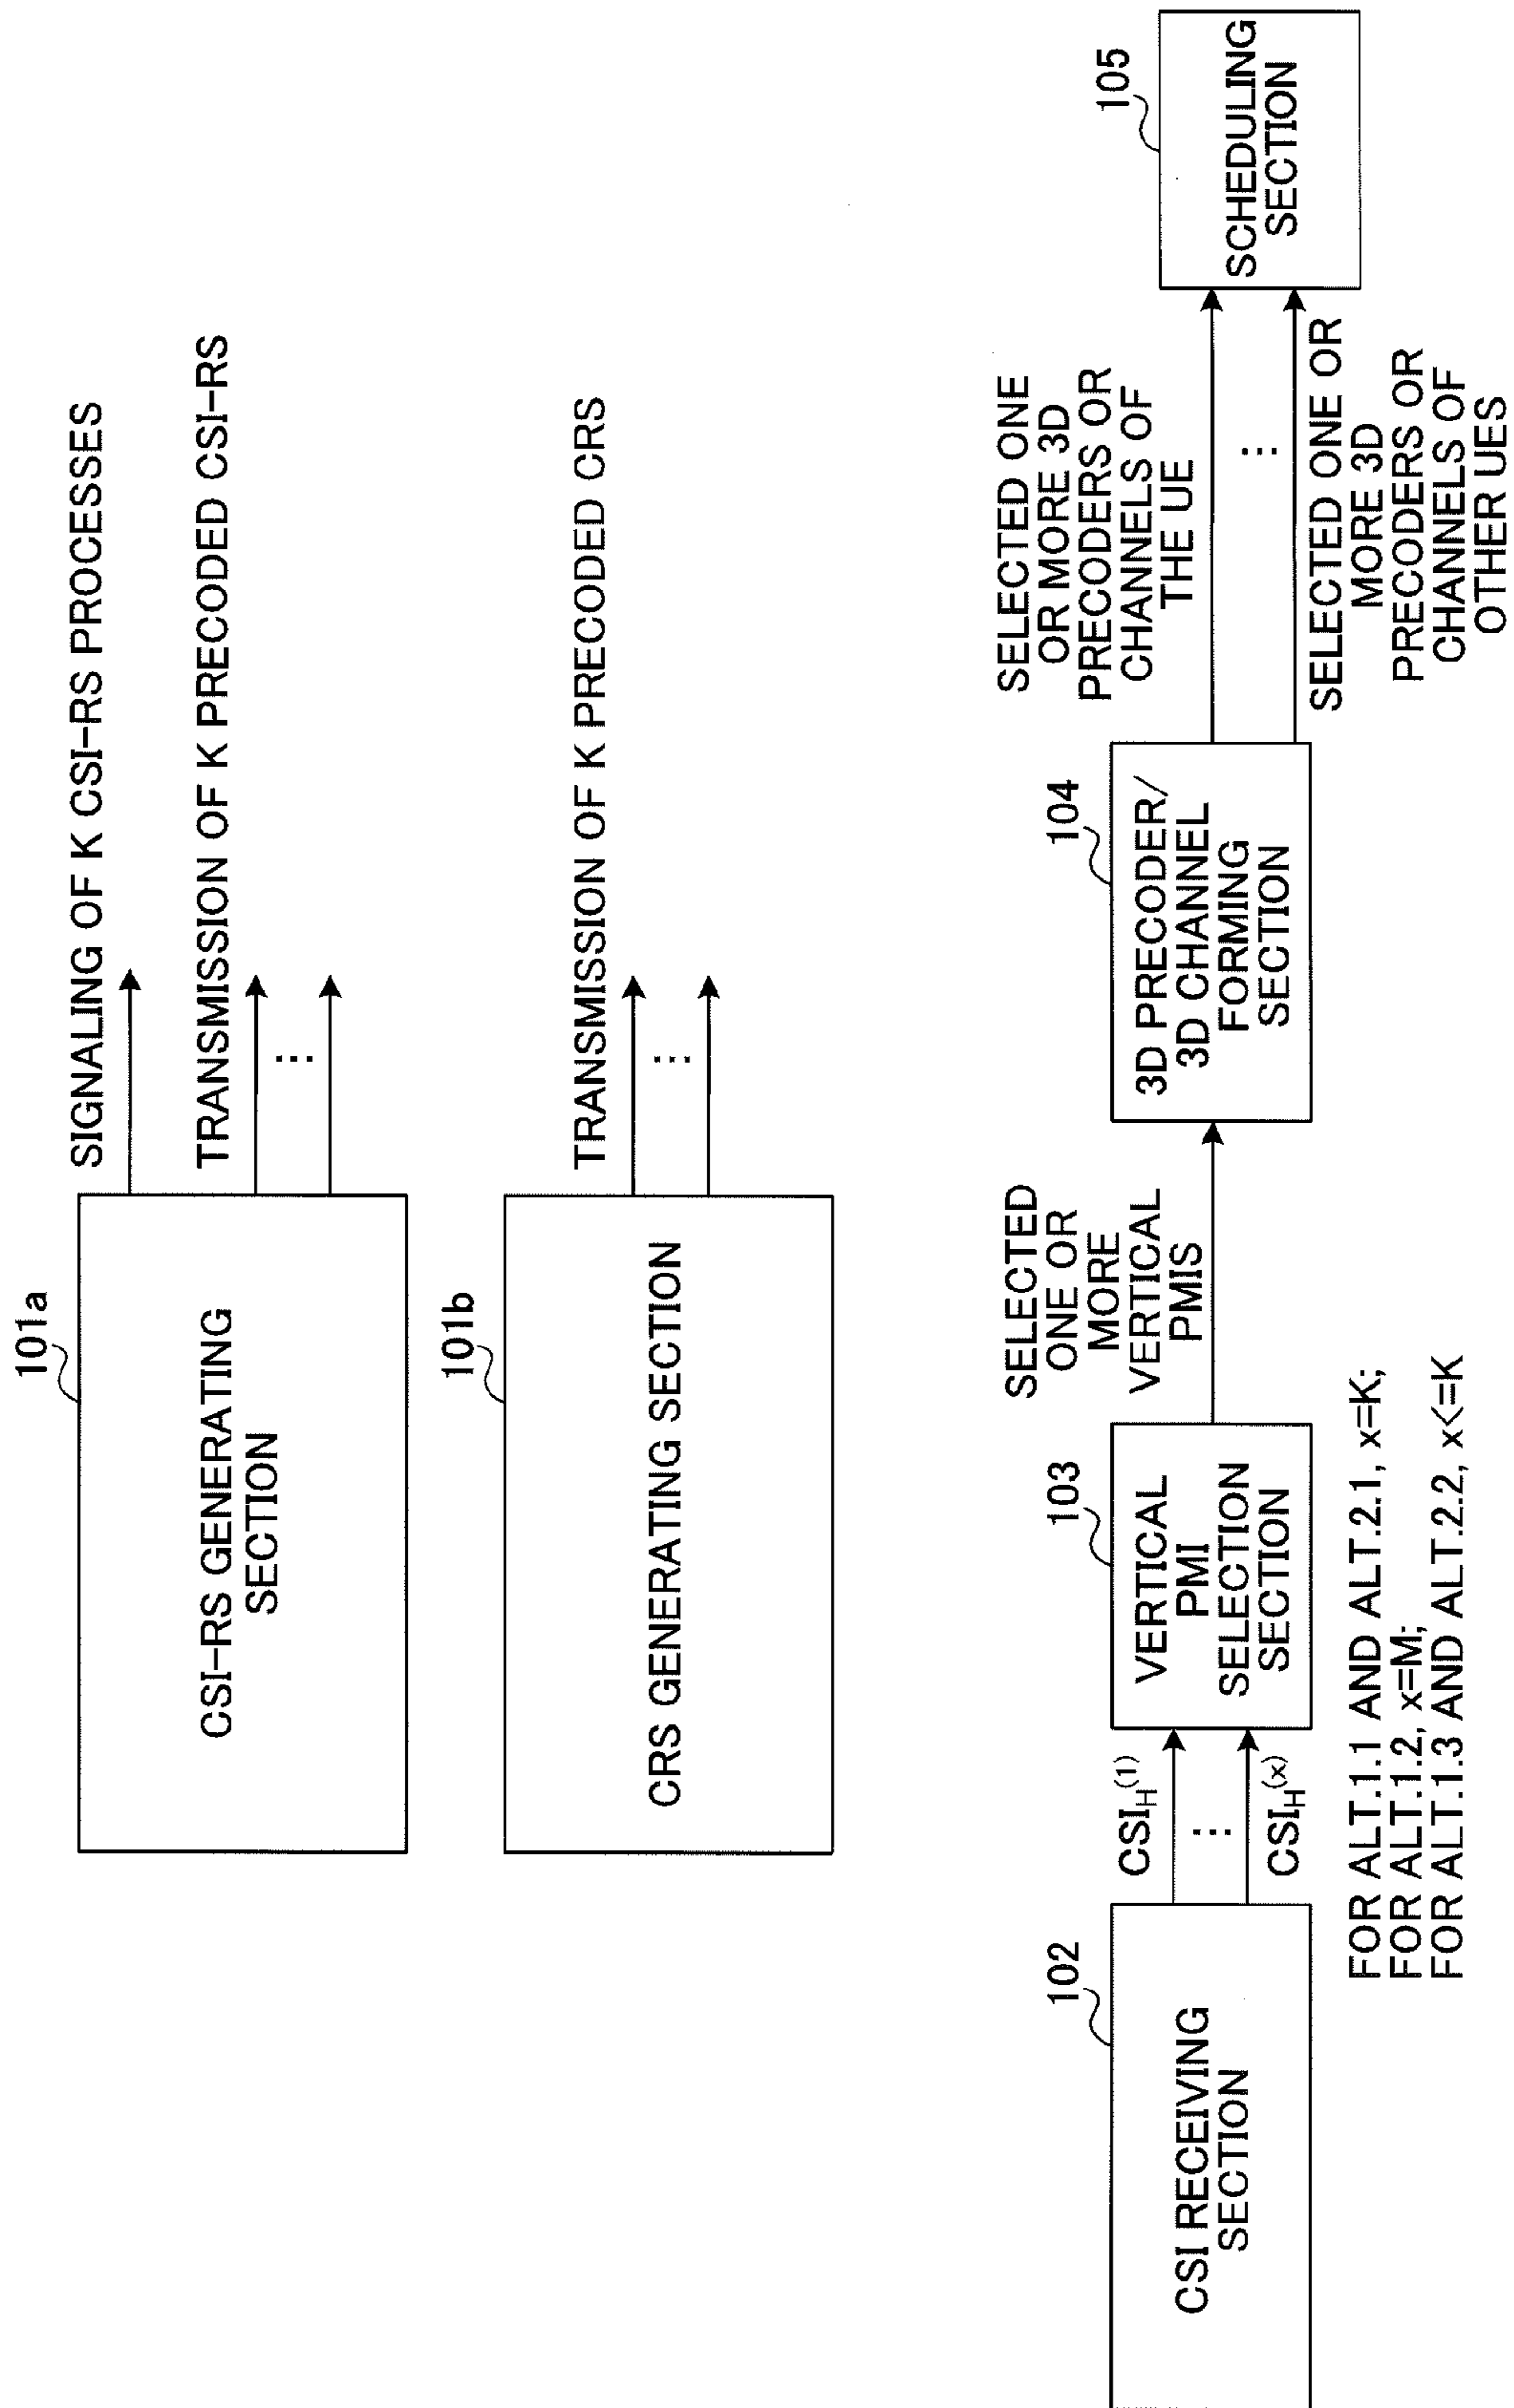 101a
CSI-RS GENERATING
SECTION
SIGNALING OF K CSI-RS PROCESSES
TRANSMISSION OF K PRECODED CSI-RS
...
101b
CRS GENERATING SECTION
TRANSMISSION OF K PRECODED CRS
...
102
CSI RECEIVING
SECTION
CSI_H^(1)
...
CSI_H^(x)
FOR ALT.1.1 AND ALT.2.1, x=K;
FOR ALT.1.2, x=M;
FOR ALT.1.3 AND ALT.2.2, x<=K
103
VERTICAL
PMI
SELECTION
SECTION
SELECTED
ONE OR
MORE
VERTICAL
PMIS
104
3D PRECODER/
3D CHANNEL
FORMING
SECTION
SELECTED ONE
OR MORE 3D
PRECODERS OR
CHANNELS OF
THE UE
...
SELECTED ONE OR
MORE 3D
PRECODERS OR
CHANNELS OF
OTHER UES
105
SCHEDULING
SECTION